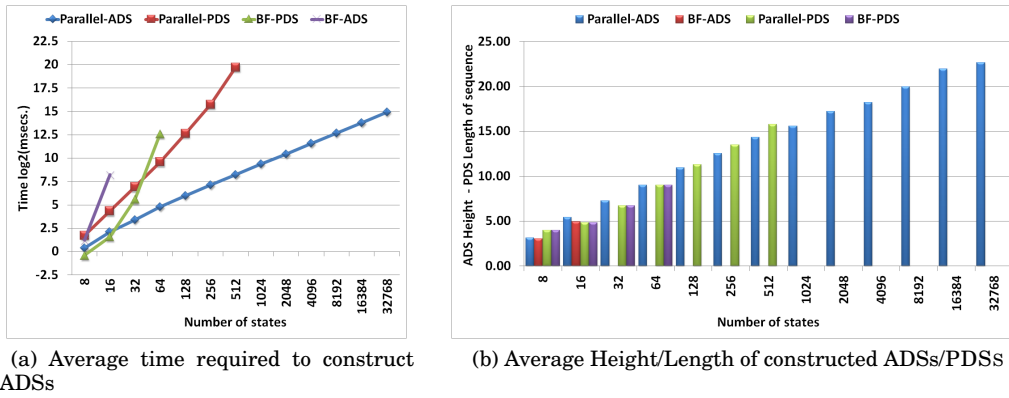 Parallel-ADS Parallel-PDS BF-PDS BF-ADS
Time log2(msecs.)
22.5
20
17.5
15
12.5
10
7.5
5
2.5
0
-2.5
8 16 32 64 128 256 512 1024 2048 4096 8192 16384 32768
Number of states
(a) Average time required to construct
ADSs
Parallel-ADS BF-ADS Parallel-PDS BF-PDS
ADS Height - PDS Length of sequence
25.00
20.00
15.00
10.00
5.00
0.00
8 16 32 64 128 256 512 1024 2048 4096 8192 16384 32768
Number of states
(b) Average Height/Length of constructed ADSs/PDSs